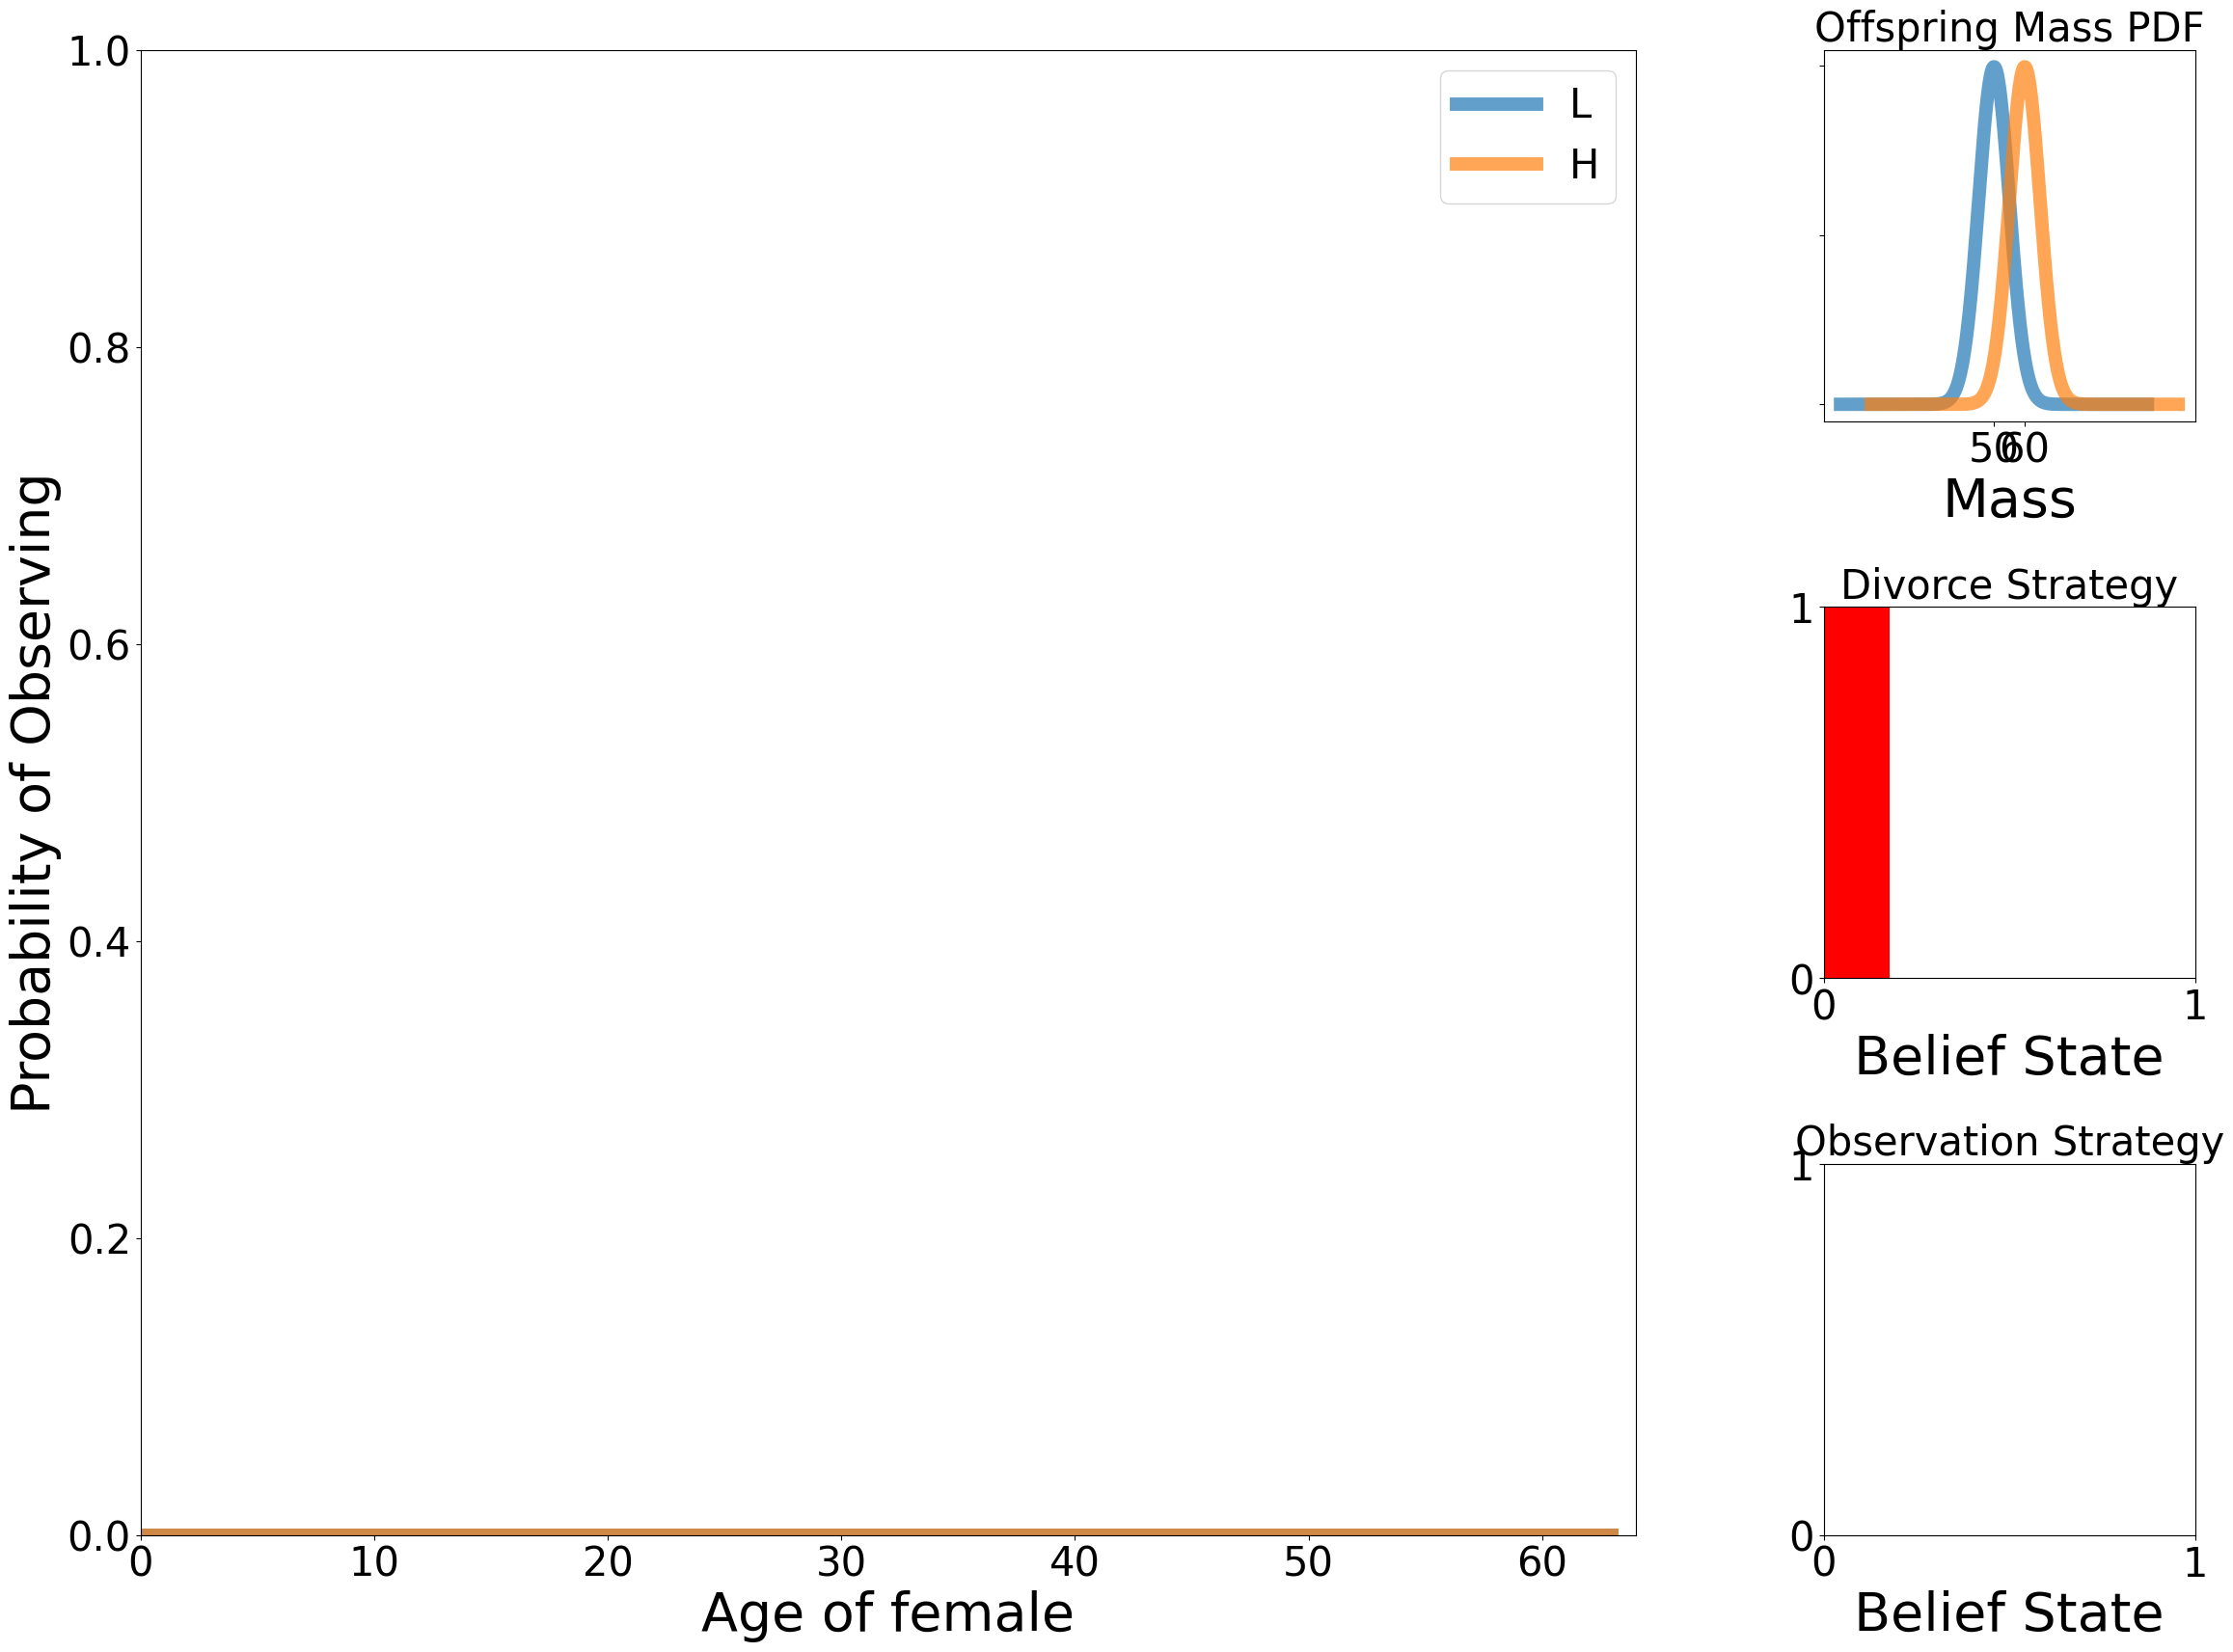 Probability of Observing
1.0
0.8
0.6
0.4
0.2
0.0
0 10 20 30 40 50 60
Age of female
L
H
Offspring Mass PDF
50 60
Mass
Divorce Strategy
1
0
0 1
Belief State
Observation Strategy
1
0
0 1
Belief State